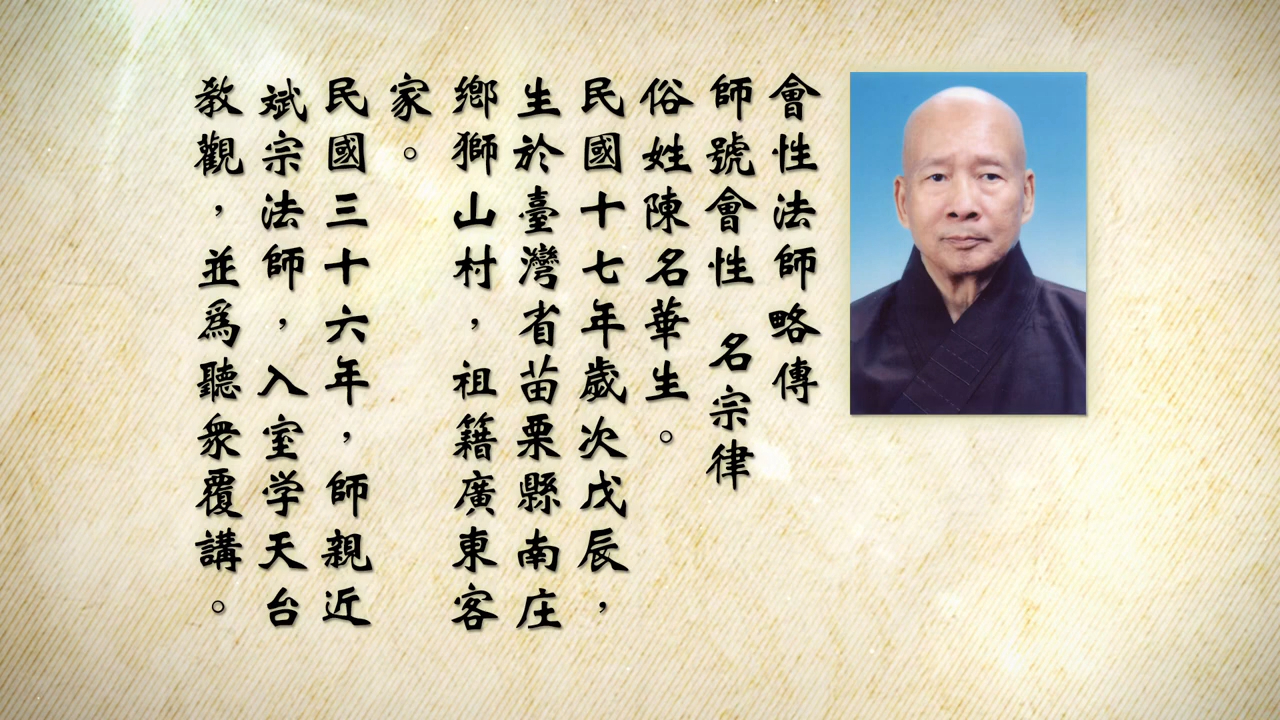 會性法師略傳
師號會性 名宗律
俗姓陳名華生。
民國十七年歲次戊辰，
生於臺灣省苗栗縣南庄
鄉獅山村，祖籍廣東客
家。
民國三十六年，師親近
斌宗法師，入室学天台
教觀，並為聽衆覆講。